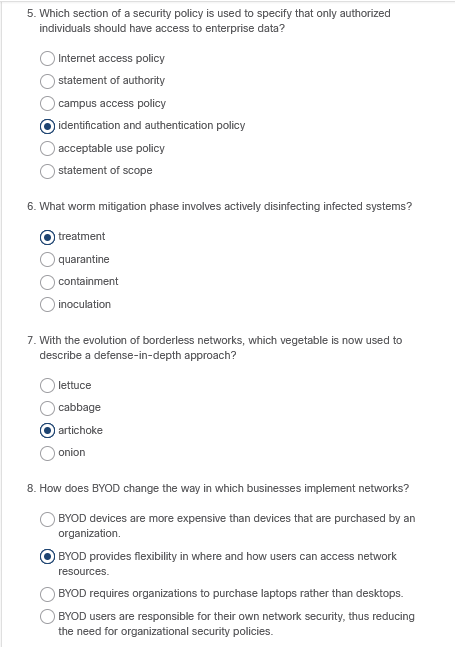 5. Which section of a security policy is used to specify that only authorized
individuals should have access to enterprise data?
Internet access policy
statement of authority
campus access policy
identification and authentication policy
acceptable use policy
statement of scope
6. What worm mitigation phase involves actively disinfecting infected systems?
treatment
quarantine
containment
inoculation
7. With the evolution of borderless networks, which vegetable is now used to
describe a defense-in-depth approach?
lettuce
cabbage
artichoke
onion
8. How does BYOD change the way in which businesses implement networks?
BYOD devices are more expensive than devices that are purchased by an
organization.
BYOD provides flexibility in where and how users can access network
resources.
BYOD requires organizations to purchase laptops rather than desktops.
BYOD users are responsible for their own network security, thus reducing
the need for organizational security policies.